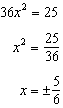 36x² = 25
x² = 25/36
x = ±5/6